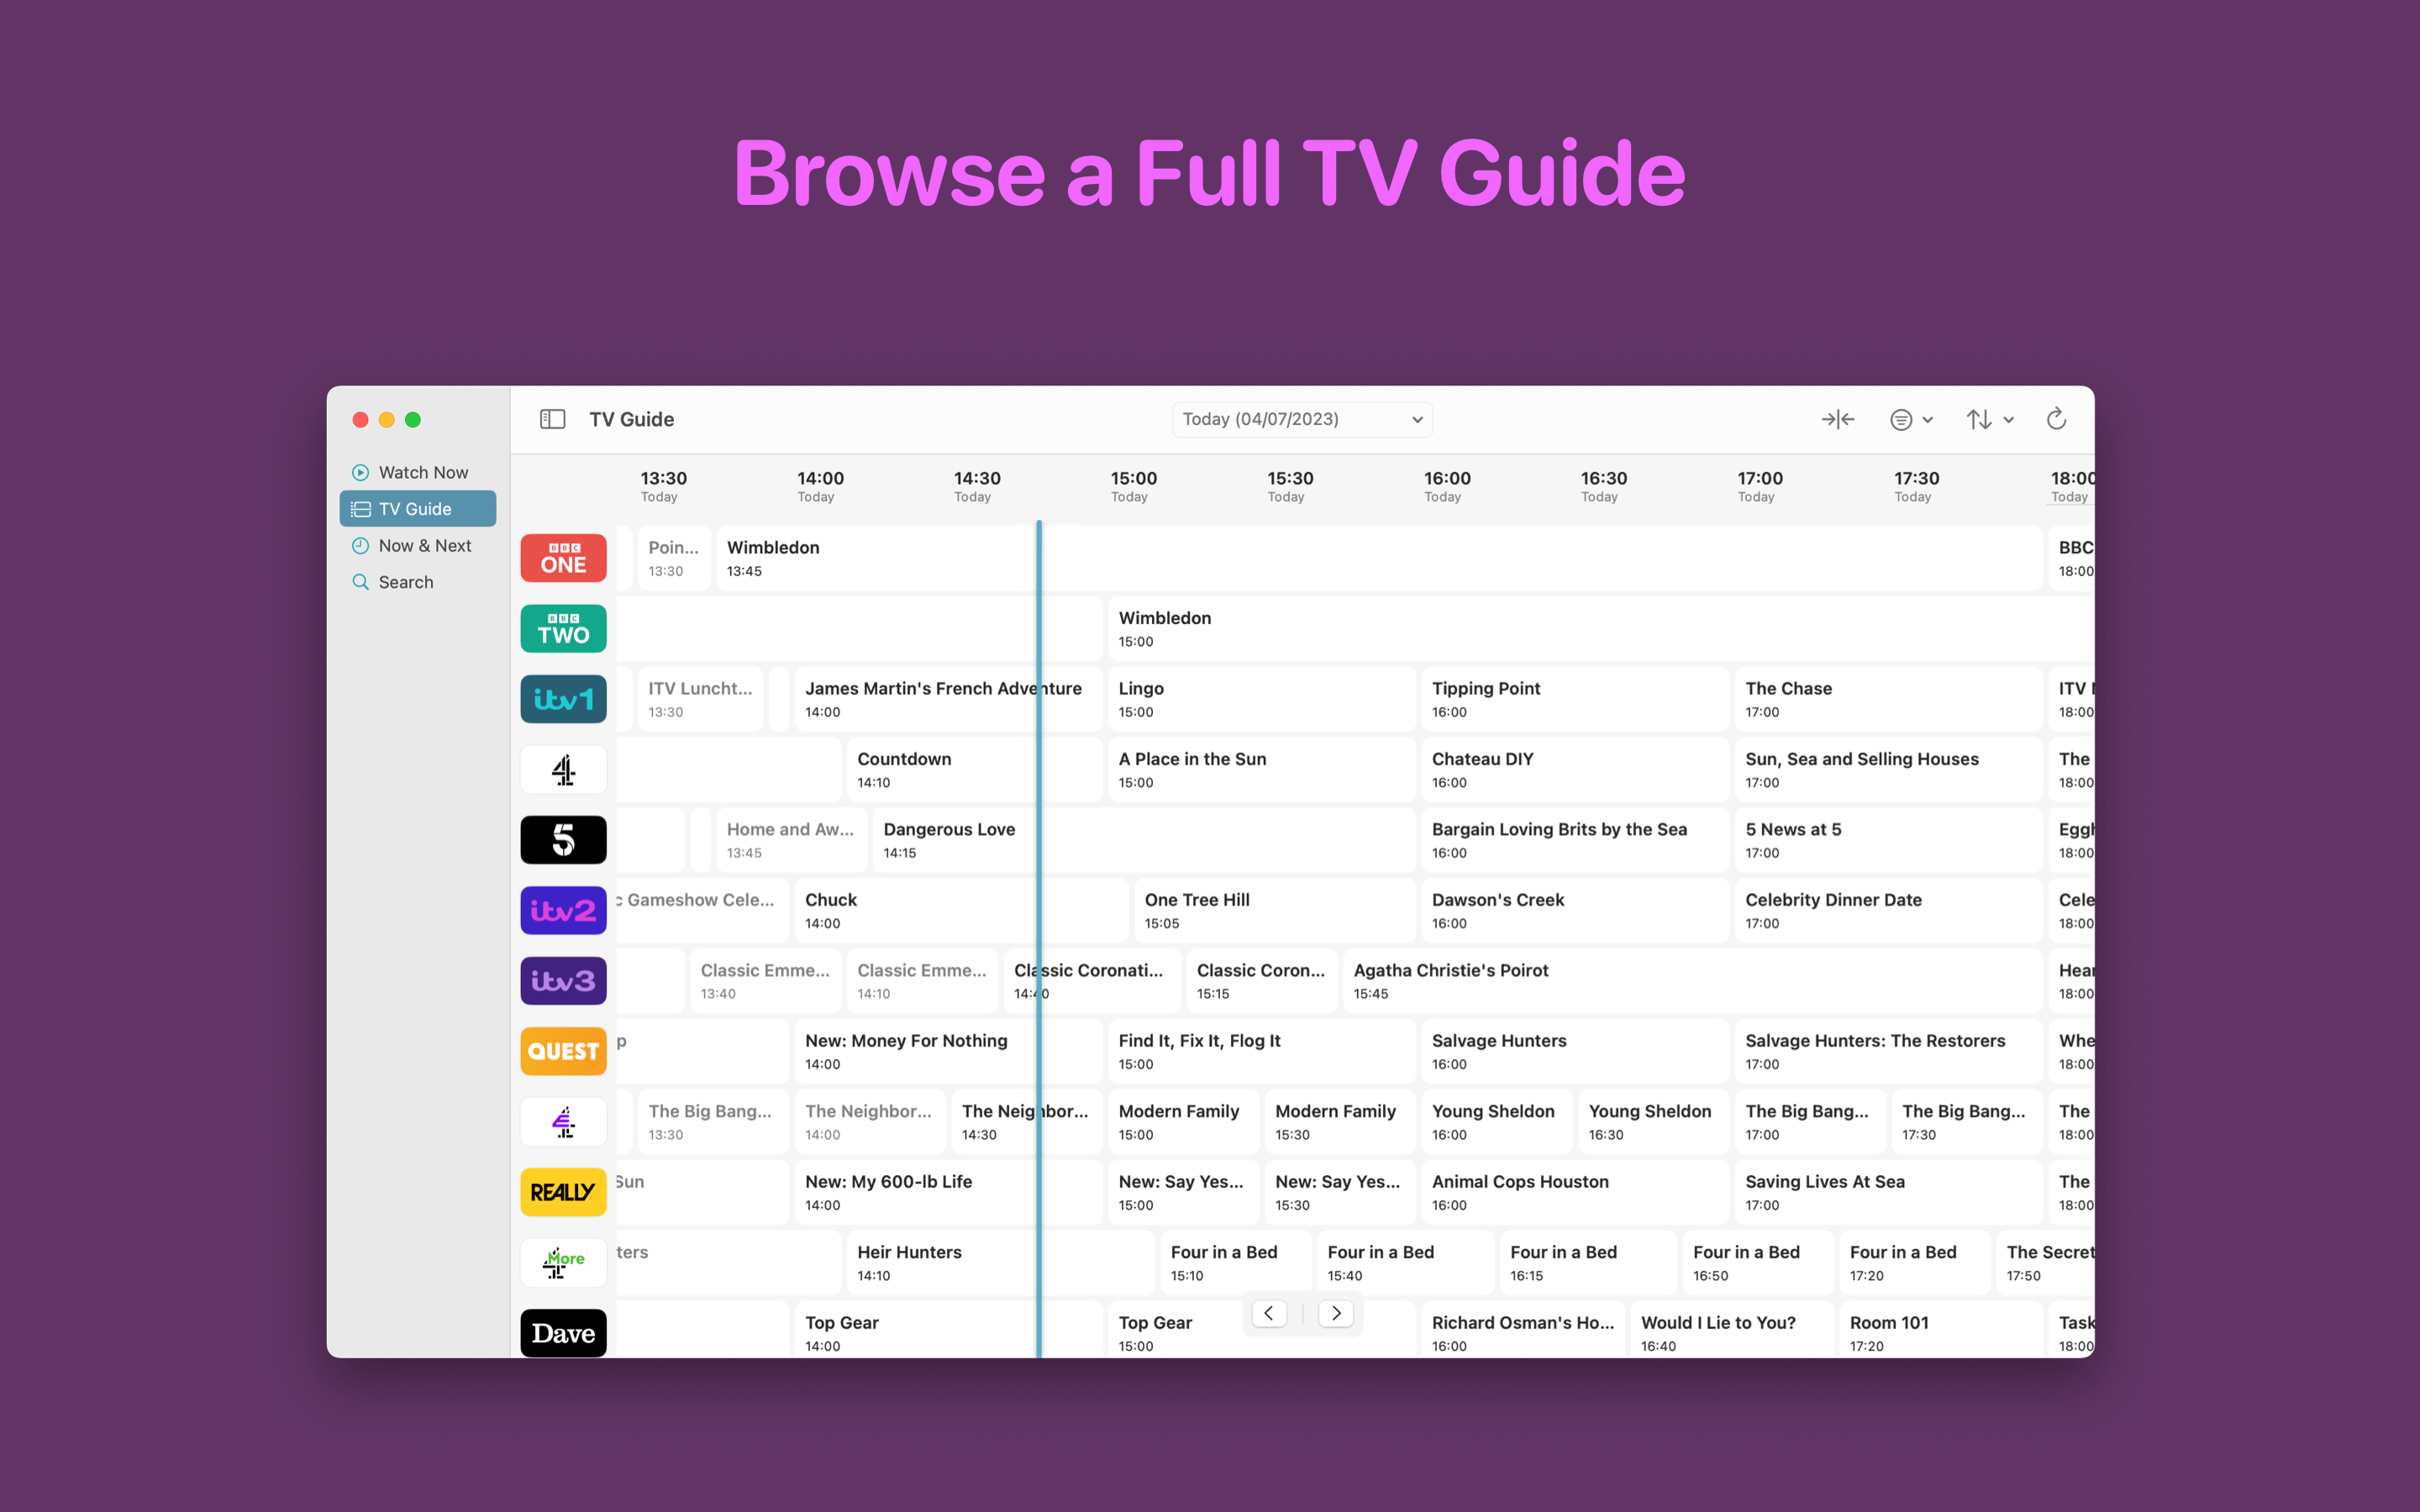 Browse a Full TV Guide
TV Guide
Today (04/07/2023)
Watch Now
TV Guide
Now & Next
Search
13:30 14:00 14:30 15:00 15:30 16:00 16:30 17:00 17:30 18:00
Today Today Today Today Today Today Today Today Today Today
BBC ONE
Poin... Wimbledon BBC
13:30 13:45 18:00
BBC TWO
Wimbledon
15:00
itv1
ITV Luncht... James Martin's French Adventure Lingo Tipping Point The Chase ITV
13:30 14:00 15:00 16:00 17:00 18:00
4
Countdown A Place in the Sun Chateau DIY Sun, Sea and Selling Houses The
14:10 15:00 16:00 17:00 18:00
5
Home and Aw... Dangerous Love Bargain Loving Brits by the Sea 5 News at 5 Eggh
13:45 14:15 16:00 17:00 18:00
itv2
c Gameshow Cele... Chuck One Tree Hill Dawson's Creek Celebrity Dinner Date Cele
14:00 15:05 16:00 17:00 18:00
itv3
Classic Emme... Classic Emme... Classic Coronati... Classic Coron... Agatha Christie's Poirot Hear
13:40 14:10 14:40 15:15 15:45 18:00
QUEST
p New: Money For Nothing Find It, Fix It, Flog It Salvage Hunters Salvage Hunters: The Restorers Whe
14:00 15:00 16:00 17:00 18:00
E4
The Big Bang... The Neighbor... The Neighbor... Modern Family Modern Family Young Sheldon Young Sheldon The Big Bang... The Big Bang... The
13:30 14:00 14:30 15:00 15:30 16:00 16:30 17:00 17:30 18:00
REALLY
Sun New: My 600-lb Life New: Say Yes... New: Say Yes... Animal Cops Houston Saving Lives At Sea The
14:00 15:00 15:30 16:00 17:00 18:00
More 4
ters Heir Hunters Four in a Bed Four in a Bed Four in a Bed Four in a Bed Four in a Bed The Secret
14:10 15:10 15:40 16:15 16:50 17:20 17:50
Dave
Top Gear Top Gear Richard Osman's Ho... Would I Lie to You? Room 101 Task
14:00 15:00 16:00 16:40 17:20 18:00